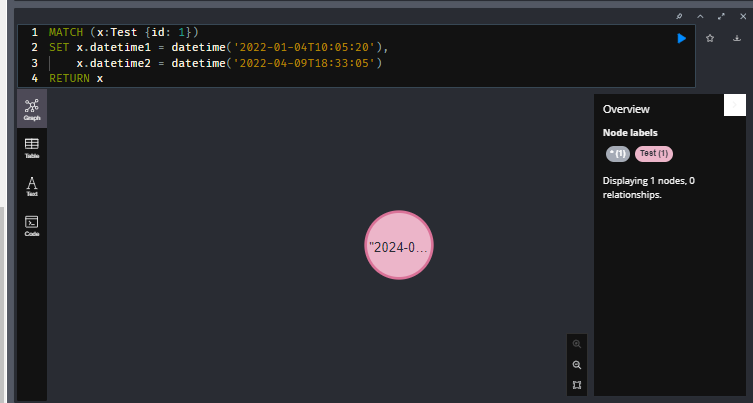 1 MATCH (x:Test {id: 1})
2 SET x.datetime1 = datetime('2022-01-04T10:05:20'),
3 x.datetime2 = datetime('2022-04-09T18:33:05')
4 RETURN x
Graph
Table
Text
Code
"2024-0...
Overview
Node labels
* (1) Test (1)
Displaying 1 nodes, 0
relationships.